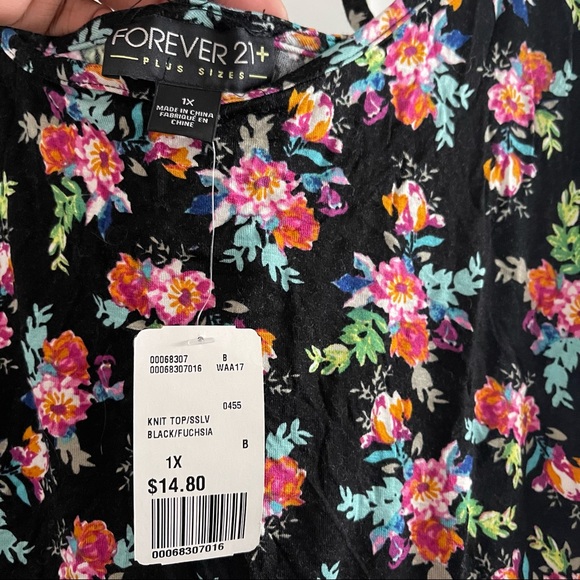 FOREVER 21+
PLUS SIZES
1X
MADE IN CHINA
FABRIQUÉ EN
CHINE
00068307 B
00068307016 WAA17
0455
KNIT TOP/SSLV
BLACK/FUCHSIA
B
1X
$14.80
00068307016